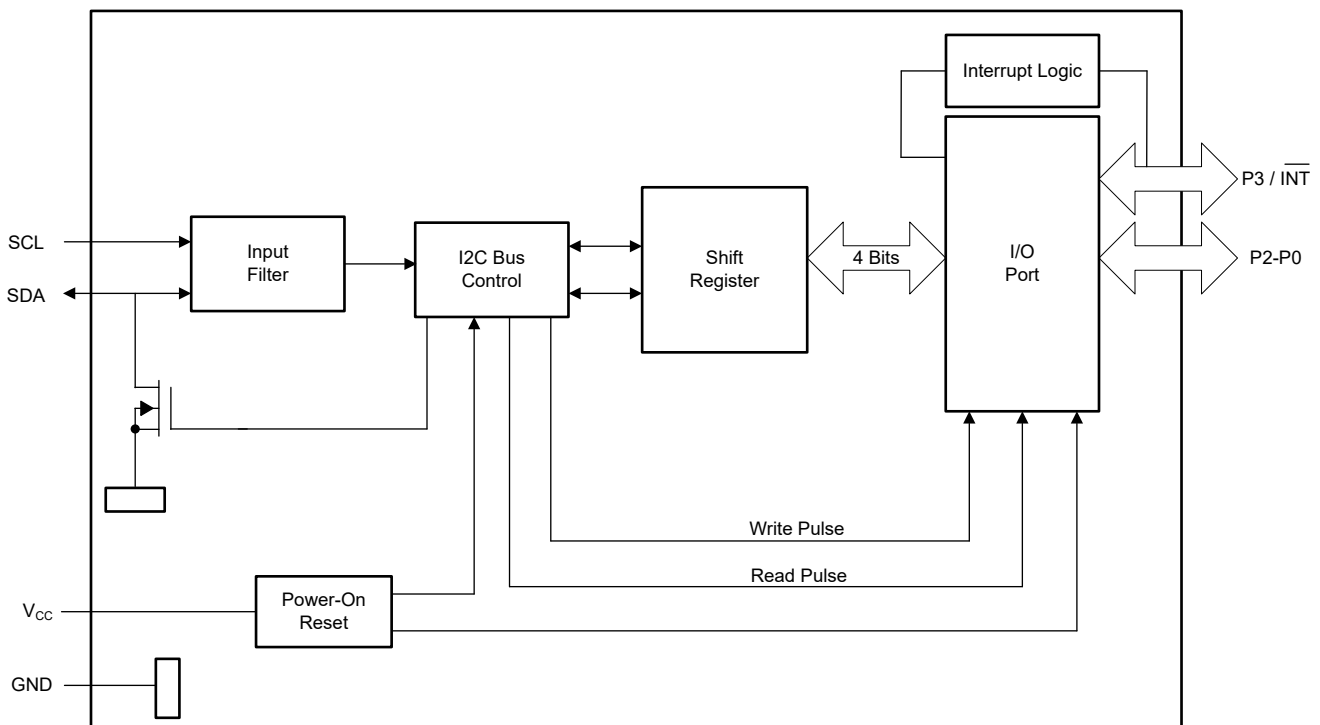 Interrupt Logic
P3 / I̅N̅T̅
SCL
Input
Filter
I2C Bus
Control
Shift
Register
4 Bits
I/O
Port
P2-P0
SDA
Write Pulse
Read Pulse
VCC
Power-On
Reset
GND